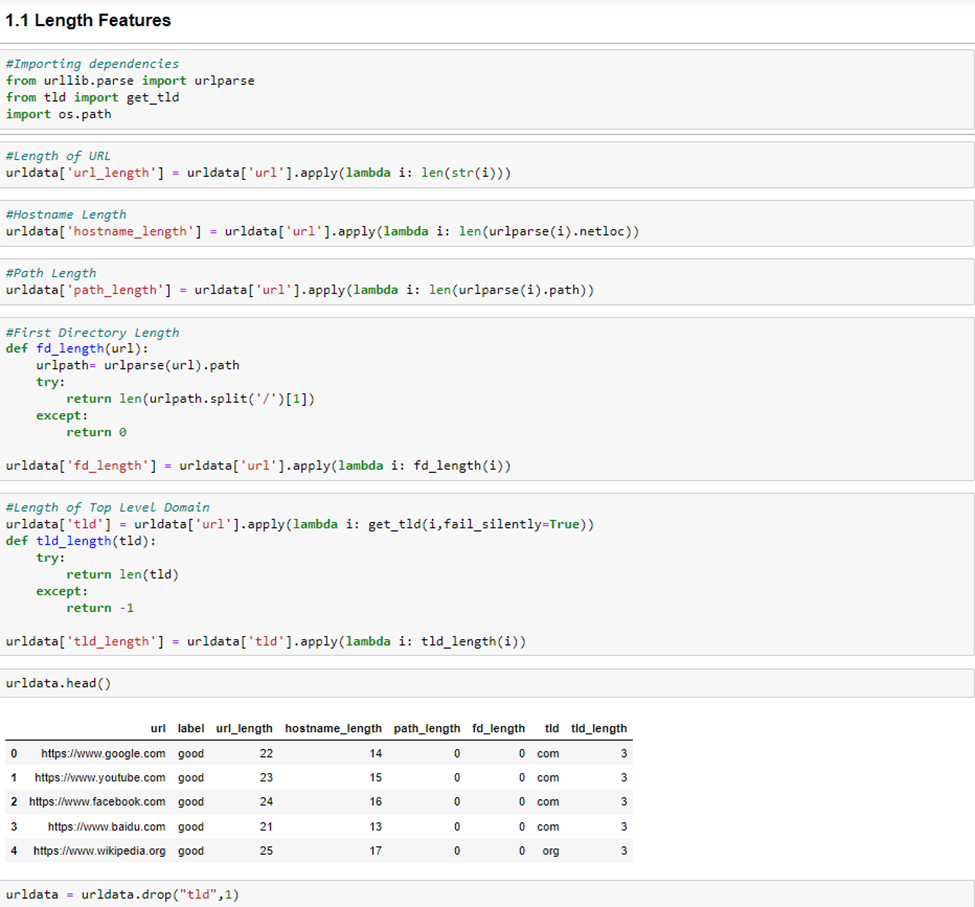 1.1 Length Features
#Importing dependencies
from urllib.parse import urlparse
from tld import get_tld
import os.path
#Length of URL
urldata['url_length'] = urldata['url'].apply(lambda i: len(str(i)))
#Hostname Length
urldata['hostname_length'] = urldata['url'].apply(lambda i: len(urlparse(i).netloc))
#Path Length
urldata['path_length'] = urldata['url'].apply(lambda i: len(urlparse(i).path))
#First Directory Length
def fd_length(url):
    urlpath= urlparse(url).path
    try:
        return len(urlpath.split('/')[1])
    except:
        return 0
urldata['fd_length'] = urldata['url'].apply(lambda i: fd_length(i))
#Length of Top Level Domain
urldata['tld'] = urldata['url'].apply(lambda i: get_tld(i,fail_silently=True))
def tld_length(tld):
    try:
        return len(tld)
    except:
        return -1
urldata['tld_length'] = urldata['tld'].apply(lambda i: tld_length(i))
urldata.head()
url label url_length hostname_length path_length fd_length tld tld_length
0 https://www.google.com good 22 14 0 0 com 3
1 https://www.youtube.com good 23 15 0 0 com 3
2 https://www.facebook.com good 24 16 0 0 com 3
3 https://www.baidu.com good 21 13 0 0 com 3
4 https://www.wikipedia.org good 25 17 0 0 org 3
urldata = urldata.drop("tld",1)